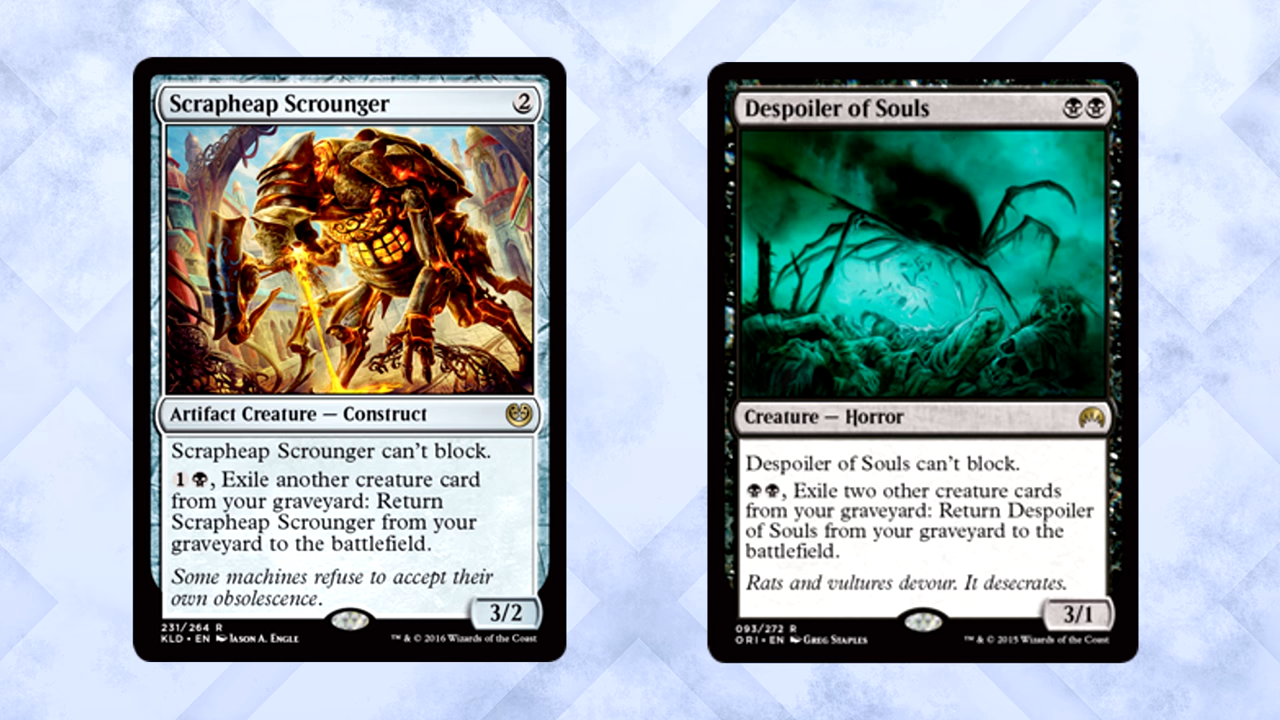 Scrapheap Scrounger 2
Artifact Creature — Construct
Scrapheap Scrounger can't block.
1, Exile another creature card
from your graveyard: Return
Scrapheap Scrounger from your
graveyard to the battlefield.
Some machines refuse to accept their
own obsolescence.
3/2
231/264 R
KLD • EN Jason A. Engle
™ & © 2016 Wizards of the Coast
Despoiler of Souls
Creature — Horror
Despoiler of Souls can't block.
, Exile two other creature cards
from your graveyard: Return Despoiler
of Souls from your graveyard to the
battlefield.
Rats and vultures devour. It desecrates.
3/1
093/272 R
ORI • EN Greg Staples
™ & © 2015 Wizards of the Coast